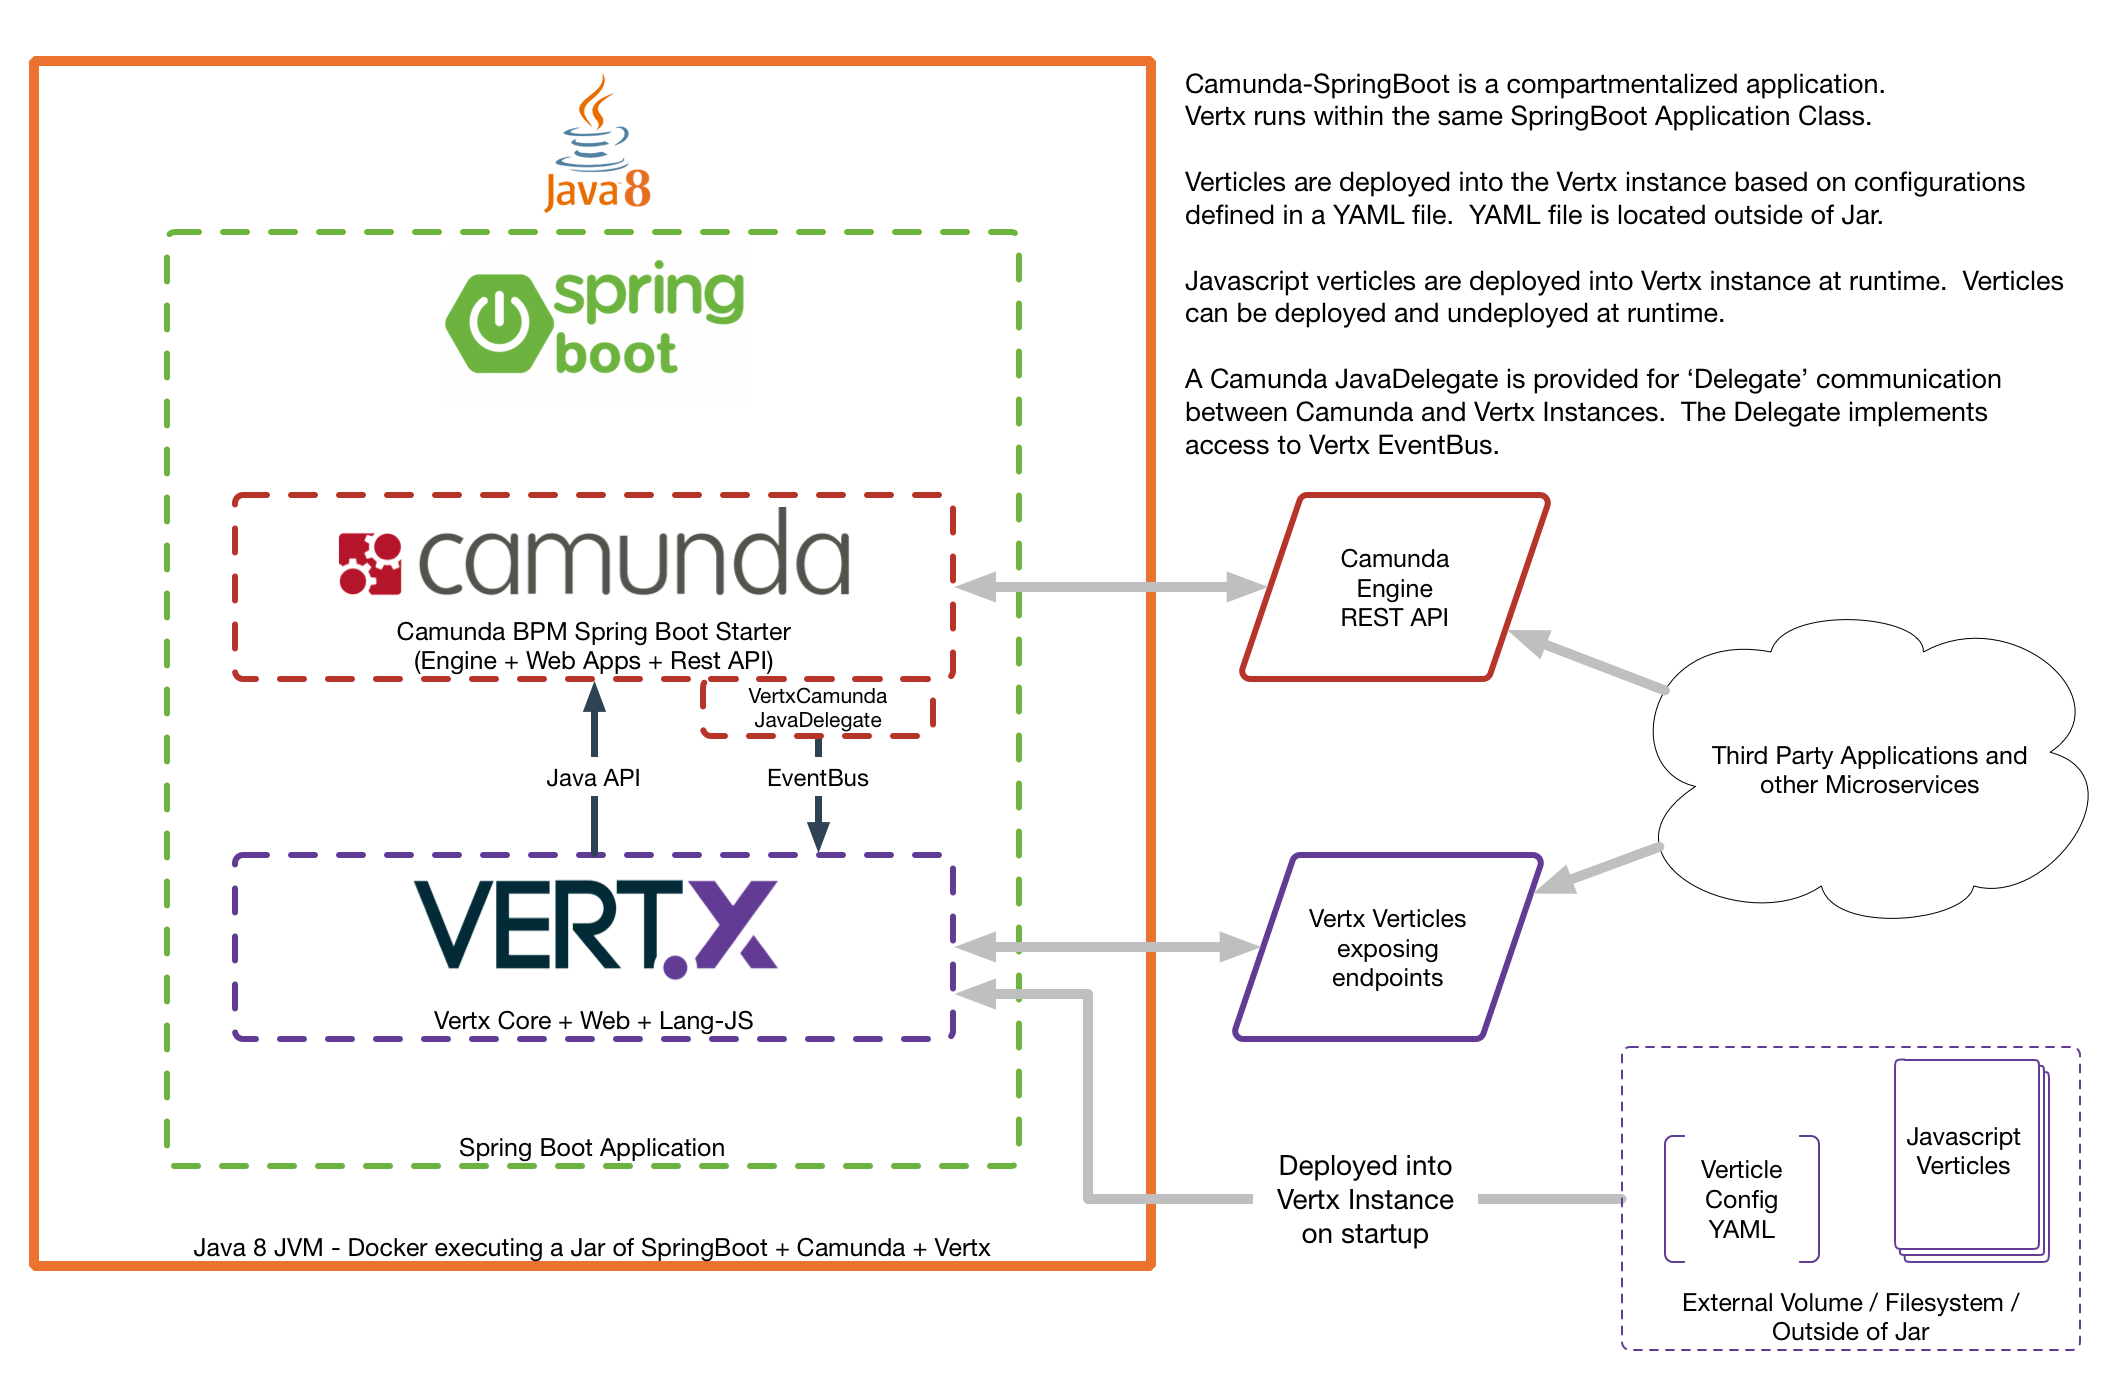 Java 8
spring
boot
camunda
Camunda BPM Spring Boot Starter
(Engine + Web Apps + Rest API)
VertxCamunda
JavaDelegate
Java API
EventBus
VERT.X
Vertx Core + Web + Lang-JS
Spring Boot Application
Java 8 JVM - Docker executing a Jar of SpringBoot + Camunda + Vertx
Camunda-SpringBoot is a compartmentalized application.
Vertx runs within the same SpringBoot Application Class.
Verticles are deployed into the Vertx instance based on configurations
defined in a YAML file.  YAML file is located outside of Jar.
Javascript verticles are deployed into Vertx instance at runtime.  Verticles
can be deployed and undeployed at runtime.
A Camunda JavaDelegate is provided for ‘Delegate’ communication
between Camunda and Vertx Instances.  The Delegate implements
access to Vertx EventBus.
Camunda
Engine
REST API
Third Party Applications and
other Microservices
Vertx Verticles
exposing
endpoints
Deployed into
Vertx Instance
on startup
Verticle
Config
YAML
Javascript
Verticles
External Volume / Filesystem /
Outside of Jar